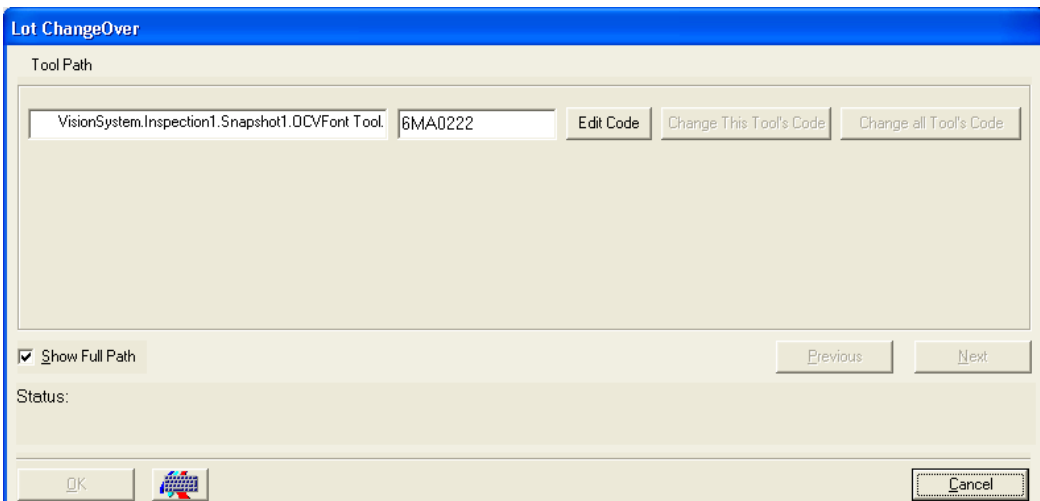 Lot ChangeOver
Tool Path
VisionSystem.Inspection1.Snapshot1.OCVFont Tool. 6MA0222 Edit Code Change This Tool's Code Change all Tool's Code
Show Full Path Previous Next
Status:
OK Cancel